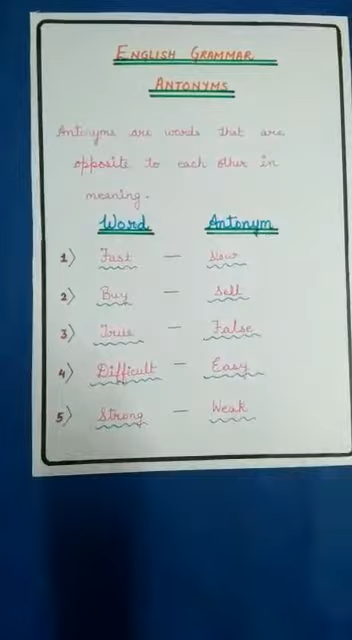 ENGLISH GRAMMAR
ANTONYMS
Antonyms are words that are
opposite to each other in
meaning.
Word Antonym
1) Fast - Slow
2) Buy - Sell
3) True - False
4) Difficult - Easy
5) Strong - Weak